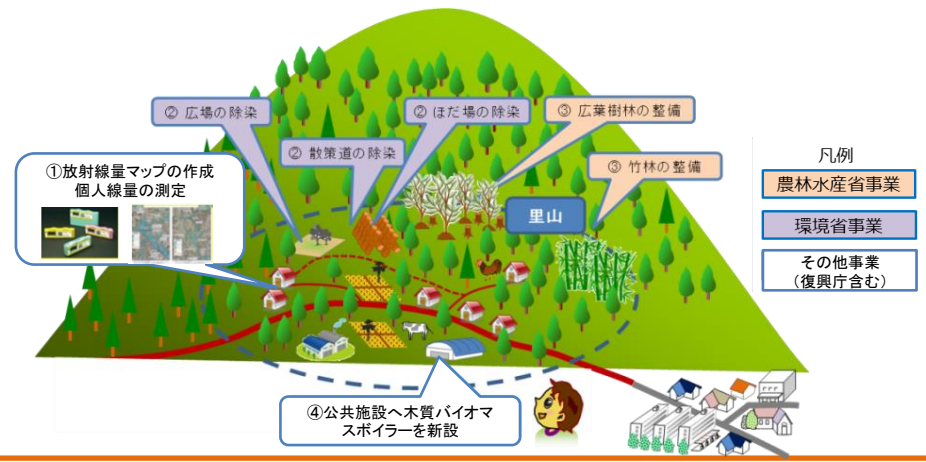 ② 広場の除染
② ほだ場の除染
③ 広葉樹林の整備
② 散策道の除染
③ 竹林の整備
①放射線量マップの作成
個人線量の測定
里山
凡例
農林水産省事業
環境省事業
その他事業
（復興庁含む）
④公共施設へ木質バイオマ
スボイラーを新設